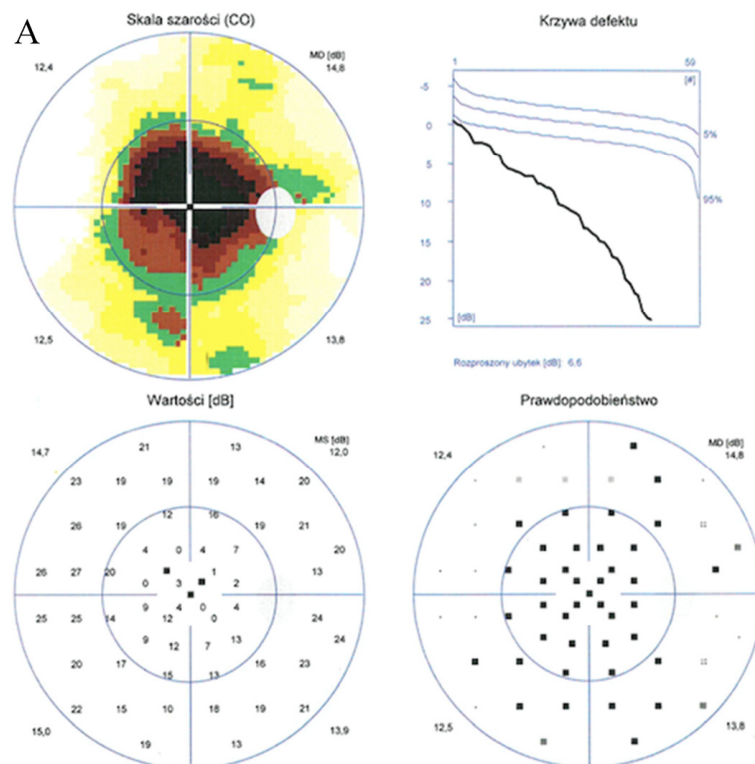 A
Skala szarości (CO)
12,4
MD [dB]
14,8
12,5
13,8
Krzywa defektu
1
59
[#]
-5
0
5
10
15
20
25
5%
95%
[dB]
Rozproszony ubytek [dB]: 6,6
Wartości [dB]
14,7
MS [dB]
12,0
21 13
23 19 19 19 14 20
12 16
26 19 19 21
4 0 4 7
20
26 27 20 1 13
0 3 2
9 4 0 4
25 25 14 12 0 24
9 12 7 13 24
20 17 16 23
15 13
22 15 10 18 19 21
19 13
15,0
13,9
Prawdopodobieństwo
12,4
MD [dB]
14,8
12,5
13,8